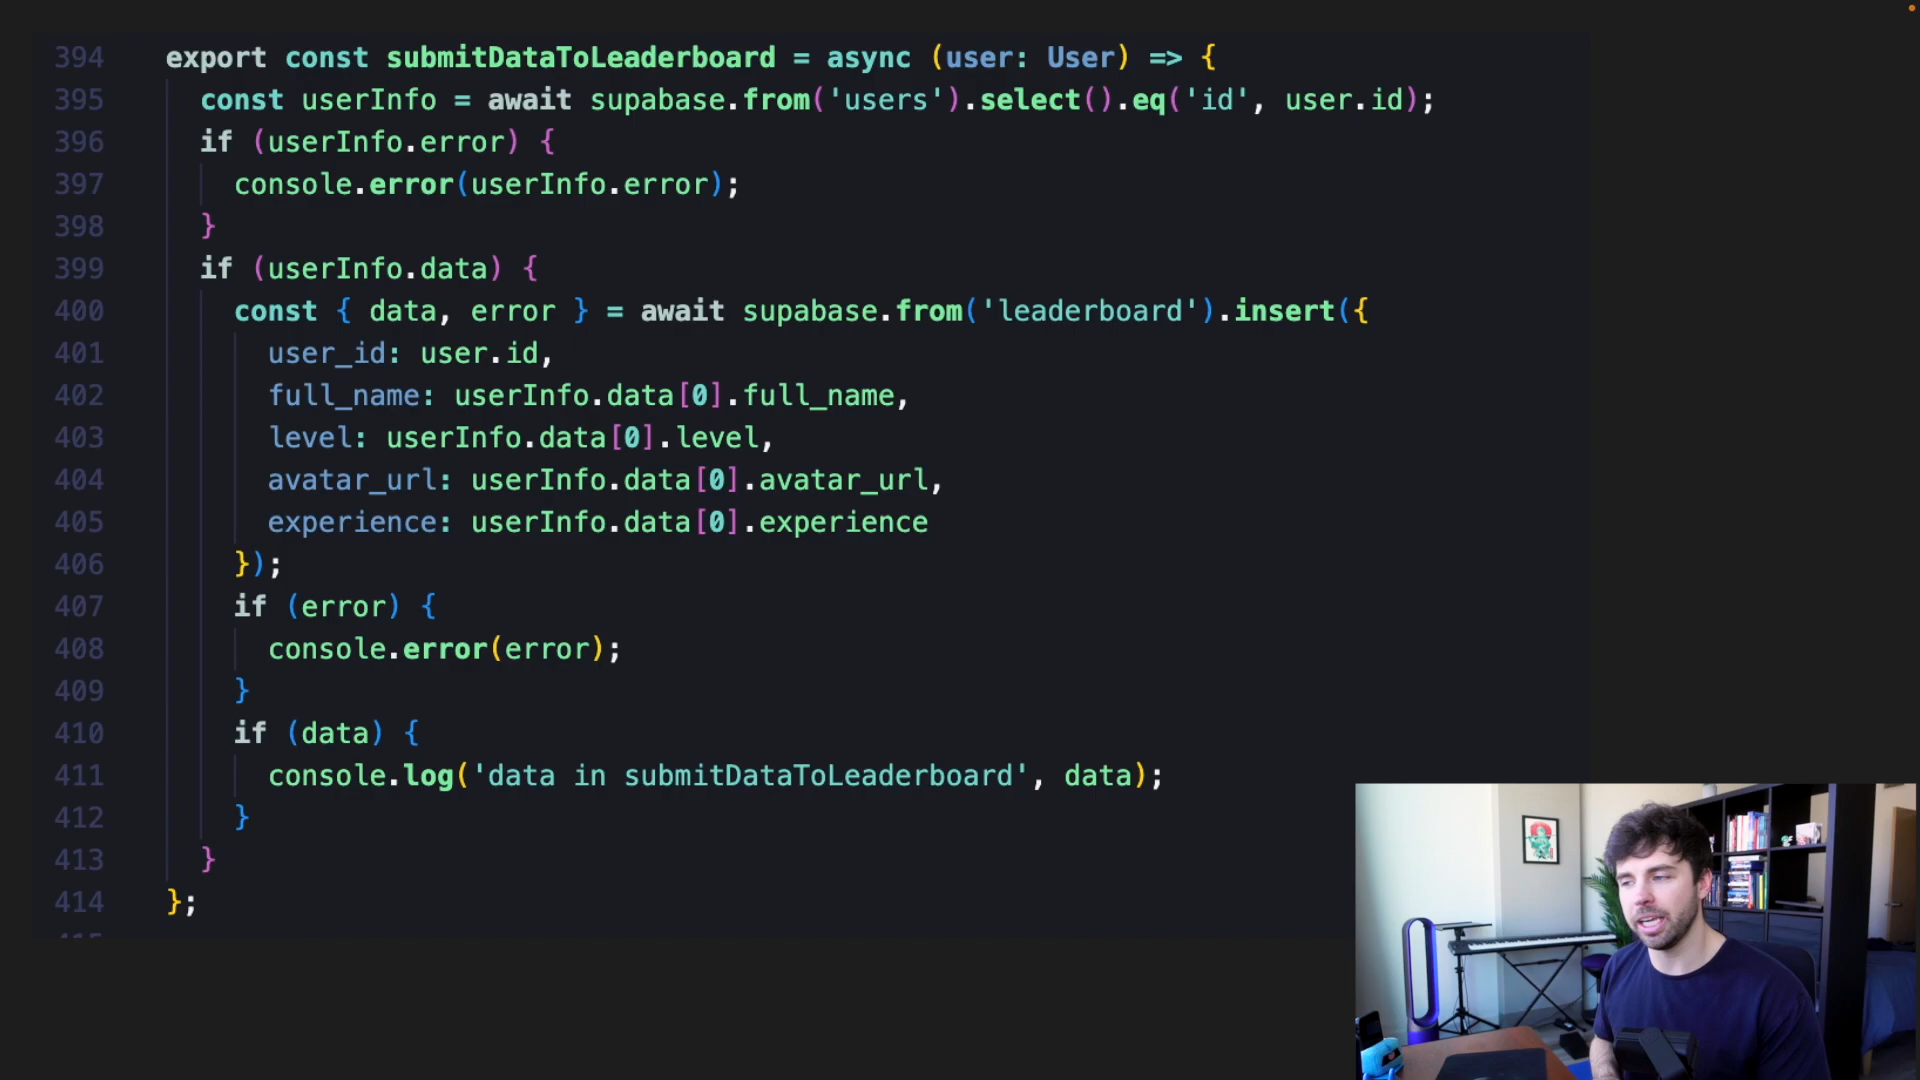 394 export const submitDataToLeaderboard = async (user: User) => {
395 const userInfo = await supabase.from('users').select().eq('id', user.id);
396 if (userInfo.error) {
397 console.error(userInfo.error);
398 }
399 if (userInfo.data) {
400 const { data, error } = await supabase.from('leaderboard').insert({
401 user_id: user.id,
402 full_name: userInfo.data[0].full_name,
403 level: userInfo.data[0].level,
404 avatar_url: userInfo.data[0].avatar_url,
405 experience: userInfo.data[0].experience
406 });
407 if (error) {
408 console.error(error);
409 }
410 if (data) {
411 console.log('data in submitDataToLeaderboard', data);
412 }
413 }
414 };